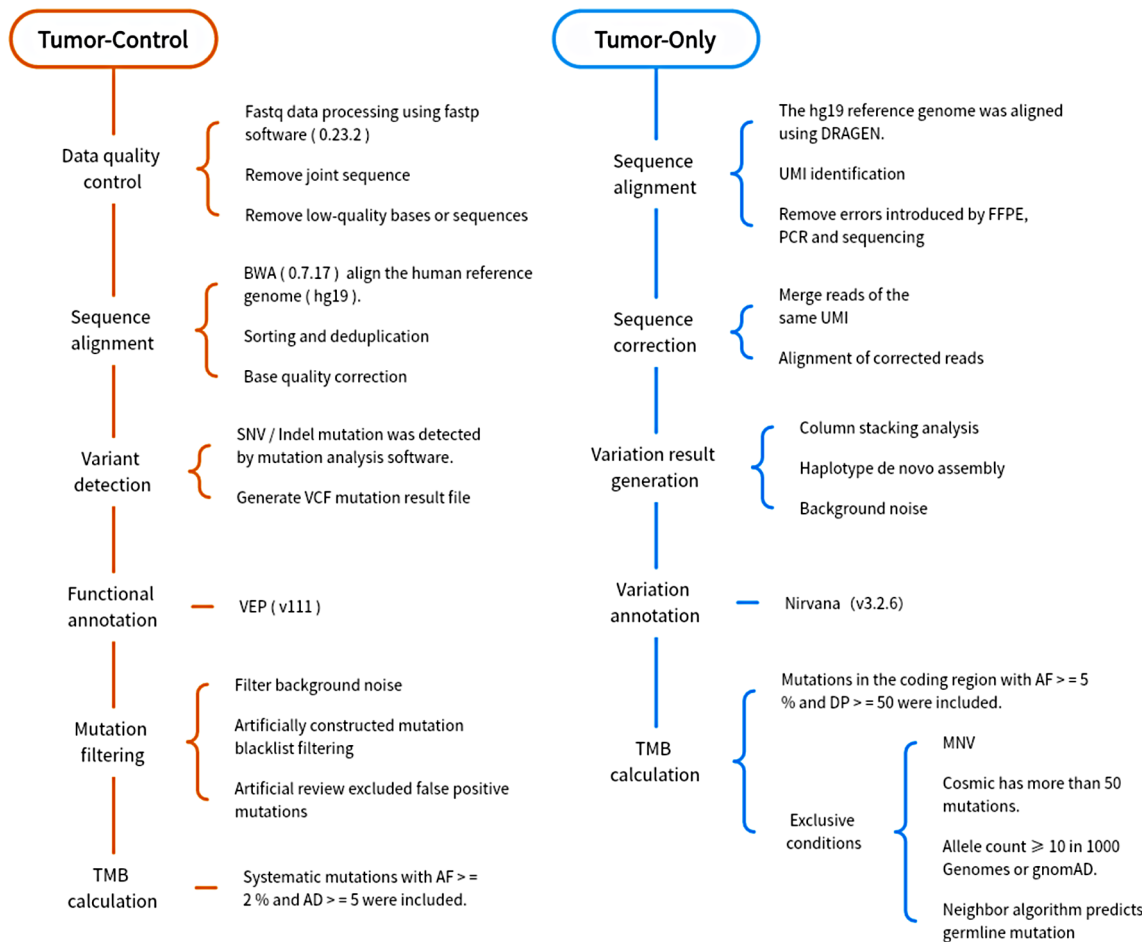 Tumor-Control
Data quality
control
Fastq data processing using fastp
software ( 0.23.2 )
Remove joint sequence
Remove low-quality bases or sequences
Sequence
alignment
BWA ( 0.7.17 ) align the human reference
genome ( hg19 ).
Sorting and deduplication
Base quality correction
Variant
detection
SNV / Indel mutation was detected
by mutation analysis software.
Generate VCF mutation result file
Functional
annotation
VEP ( v111 )
Mutation
filtering
Filter background noise
Artificially constructed mutation
blacklist filtering
Artificial review excluded false positive
mutations
TMB
calculation
Systematic mutations with AF > =
2 % and AD > = 5 were included.
Tumor-Only
Sequence
alignment
The hg19 reference genome was aligned
using DRAGEN.
UMI identification
Remove errors introduced by FFPE,
PCR and sequencing
Sequence
correction
Merge reads of the
same UMI
Alignment of corrected reads
Variation result
generation
Column stacking analysis
Haplotype de novo assembly
Background noise
Variation
annotation
Nirvana（v3.2.6）
TMB
calculation
Mutations in the coding region with AF > = 5
% and DP > = 50 were included.
Exclusive
conditions
MNV
Cosmic has more than 50
mutations.
Allele count ⩾ 10 in 1000
Genomes or gnomAD.
Neighbor algorithm predicts
germline mutation